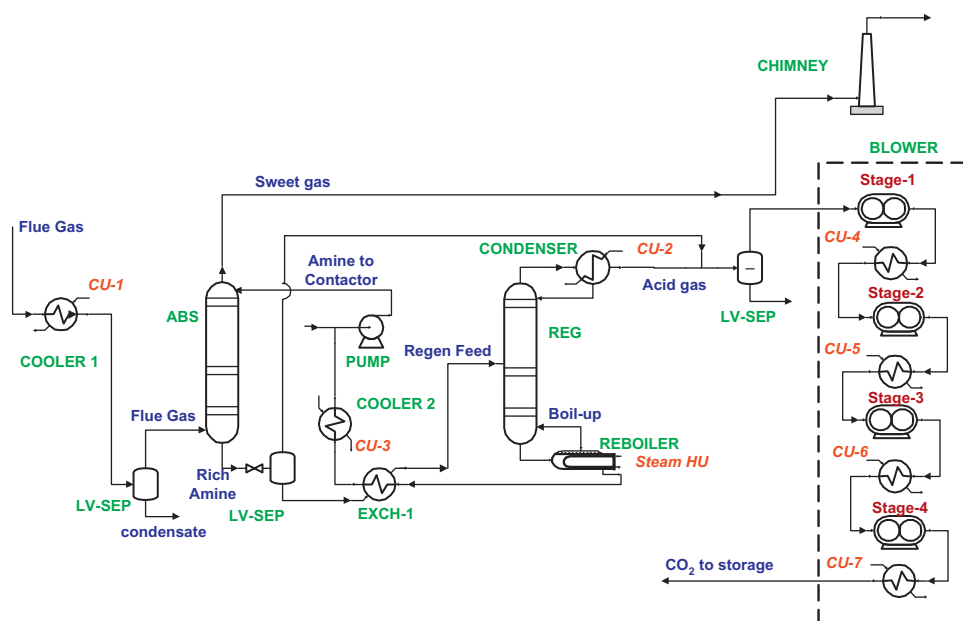 CHIMNEY
BLOWER
Sweet gas
Stage-1
Flue Gas
CU-4
CONDENSER
CU-2
Amine to
Contactor
Acid gas
CU-1
ABS
LV-SEP
Stage-2
REG
PUMP
Regen Feed
CU-5
COOLER 1
COOLER 2
Stage-3
Flue Gas
Boil-up
CU-3
REBOILER
Steam HU
CU-6
Rich
Amine
LV-SEP
LV-SEP
EXCH-1
Stage-4
condensate
CO2 to storage
CU-7